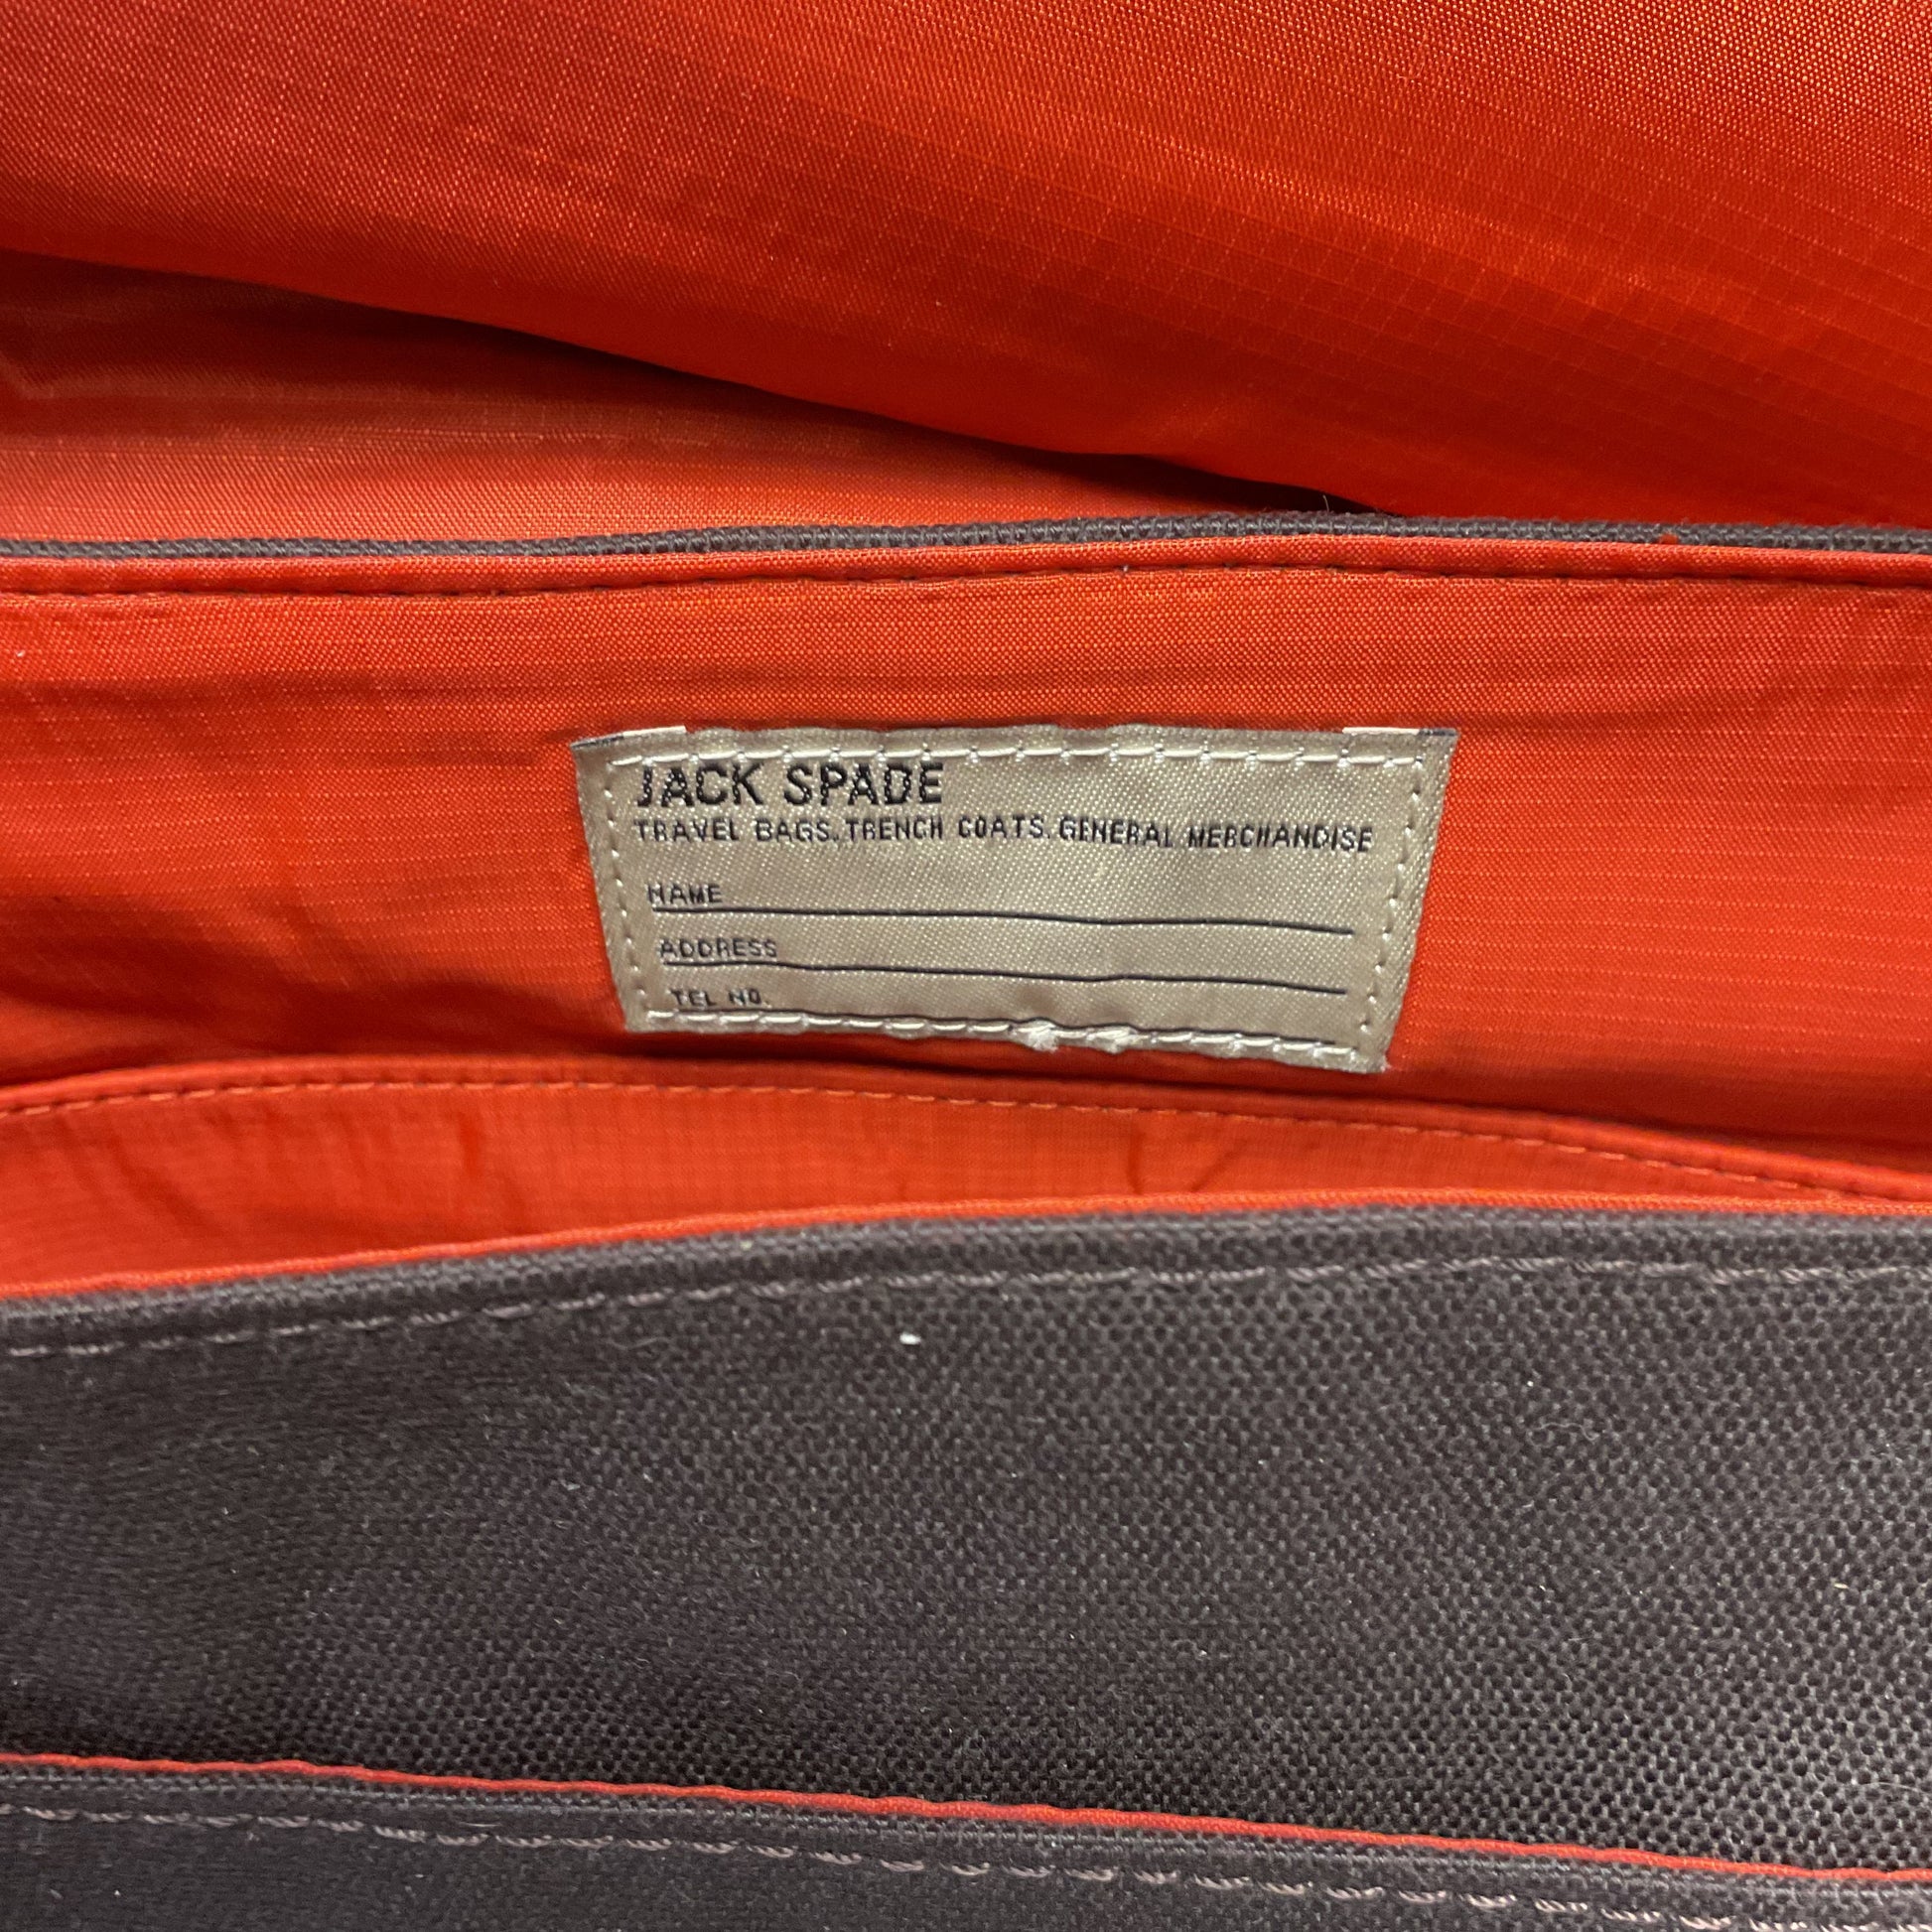 JACK SPADE
TRAVEL BAGS.TRENCH COATS.GENERAL MERCHANDISE
NAME
ADDRESS
TEL NO.